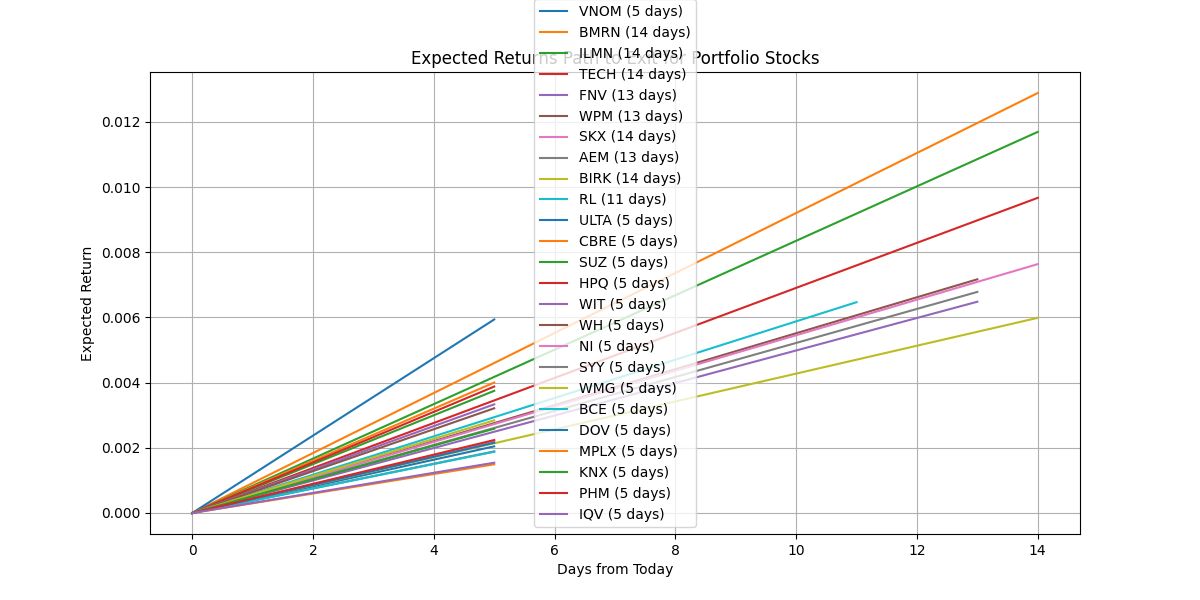 VNOM (5 days)
BMRN (14 days)
ILMN (14 days)
Expected Returns Path to Exit for Portfolio Stocks
TECH (14 days)
FNV (13 days)
WPM (13 days)
SKX (14 days)
AEM (13 days)
BIRK (14 days)
RL (11 days)
ULTA (5 days)
CBRE (5 days)
SUZ (5 days)
HPQ (5 days)
WIT (5 days)
WH (5 days)
NI (5 days)
SYY (5 days)
WMG (5 days)
BCE (5 days)
DOV (5 days)
MPLX (5 days)
KNX (5 days)
PHM (5 days)
IQV (5 days)
0.012
0.010
0.008
0.006
0.004
0.002
0.000
Expected Return
0 2 4 6 8 10 12 14
Days from Today